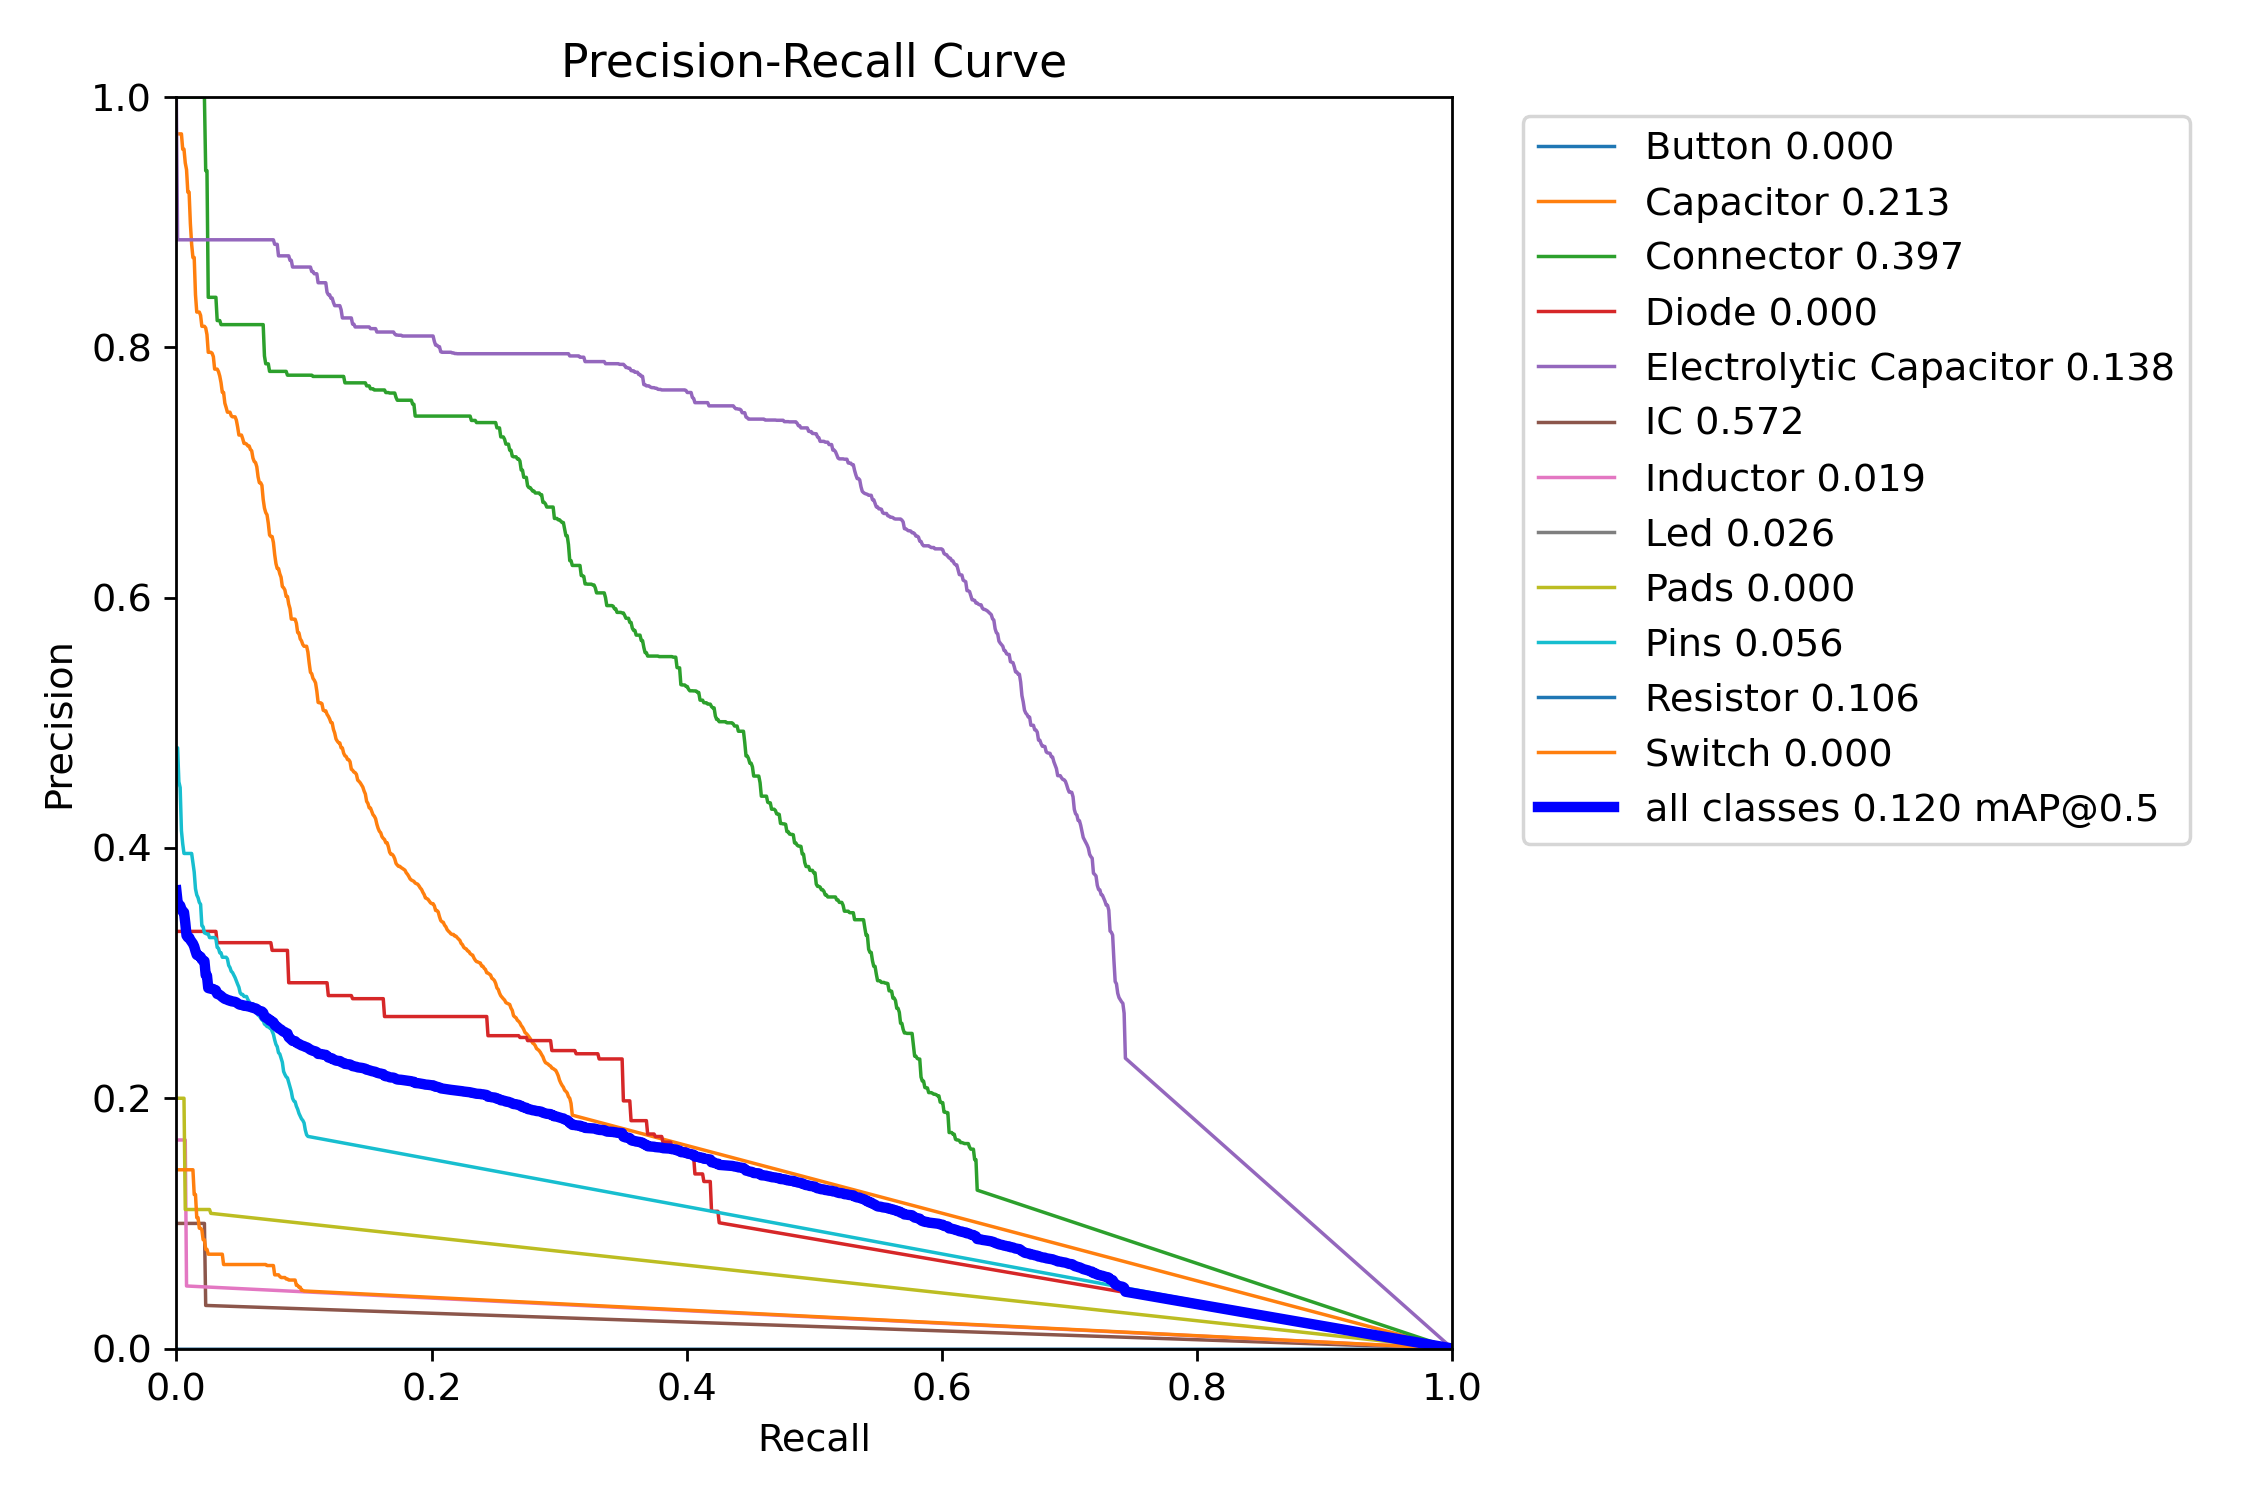 Precision-Recall Curve
1.0
0.8
0.6
0.4
0.2
0.0
Precision
0.0 0.2 0.4 0.6 0.8 1.0
Recall
Button 0.000
Capacitor 0.213
Connector 0.397
Diode 0.000
Electrolytic Capacitor 0.138
IC 0.572
Inductor 0.019
Led 0.026
Pads 0.000
Pins 0.056
Resistor 0.106
Switch 0.000
all classes 0.120 mAP@0.5